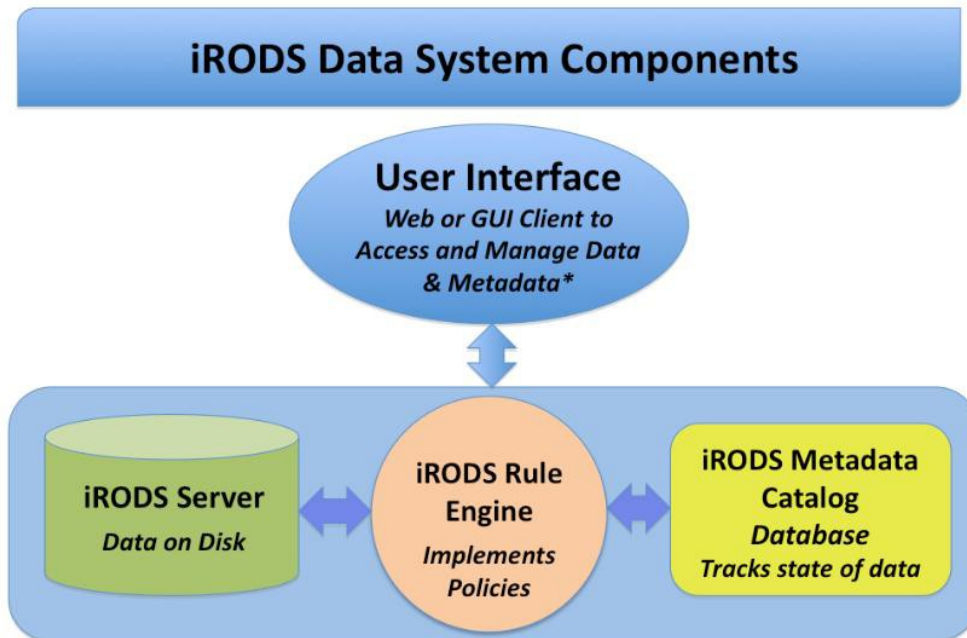 iRODS Data System Components
User Interface
Web or GUI Client to
Access and Manage Data
& Metadata*
iRODS Server
Data on Disk
iRODS Rule
Engine
Implements
Policies
iRODS Metadata
Catalog
Database
Tracks state of data